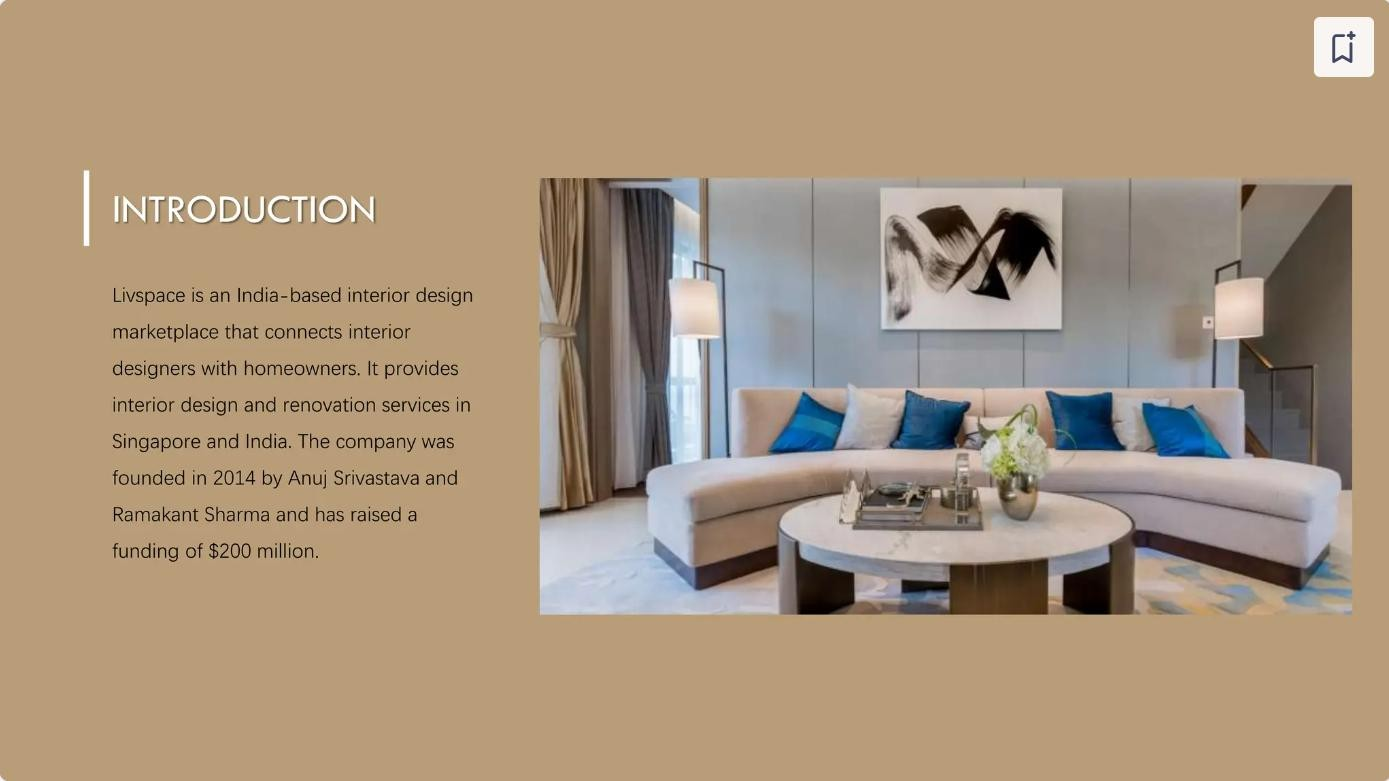 INTRODUCTION
Livspace is an India-based interior design
marketplace that connects interior
designers with homeowners. It provides
interior design and renovation services in
Singapore and India. The company was
founded in 2014 by Anuj Srivastava and
Ramakant Sharma and has raised a
funding of $200 million.